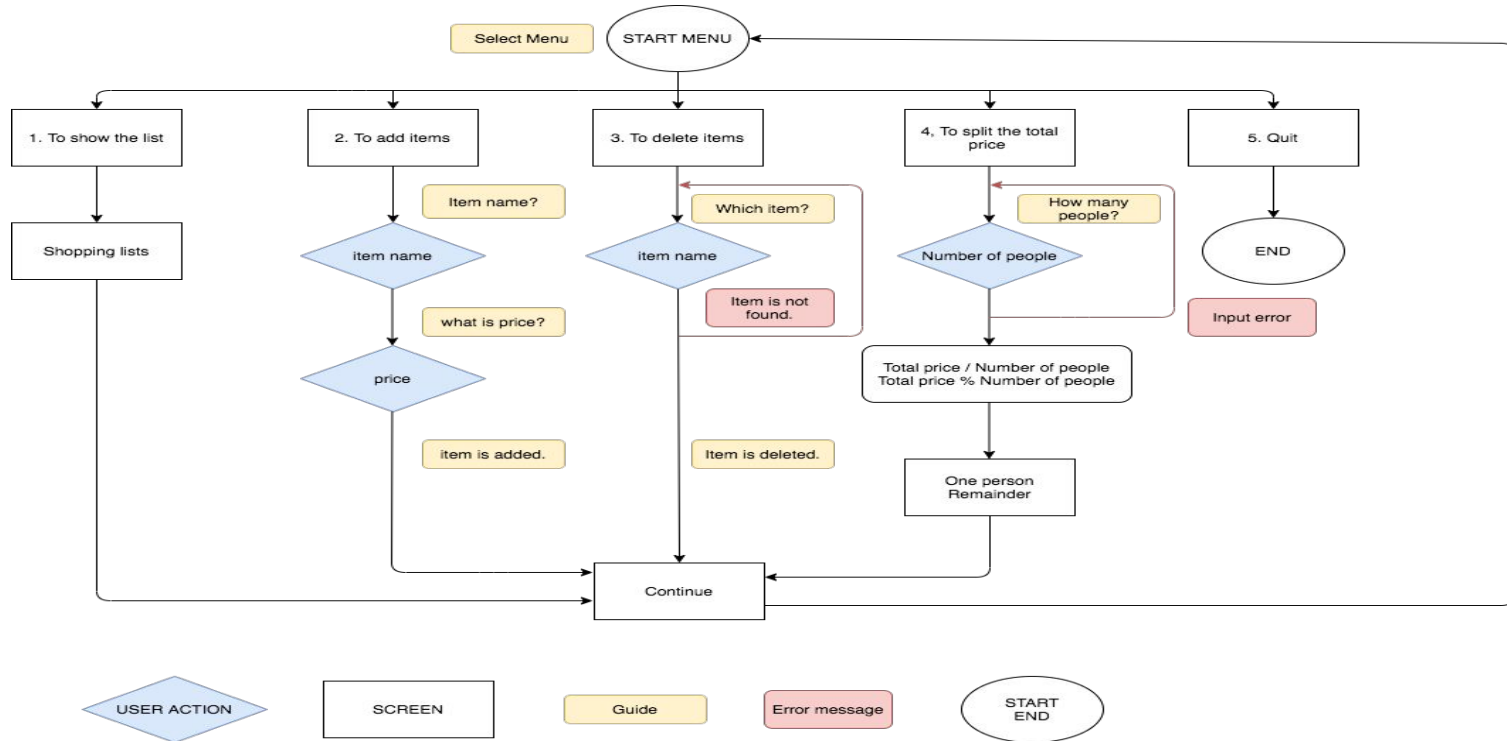 Select Menu
START MENU
1. To show the list
2. To add items
3. To delete items
4, To split the total
price
5. Quit
Item name?
Which item?
How many
people?
Shopping lists
item name
item name
Number of people
END
what is price?
Item is not
found.
Input error
price
Total price / Number of people
Total price % Number of people
item is added.
Item is deleted.
One person
Remainder
Continue
USER ACTION
SCREEN
Guide
Error message
START
END